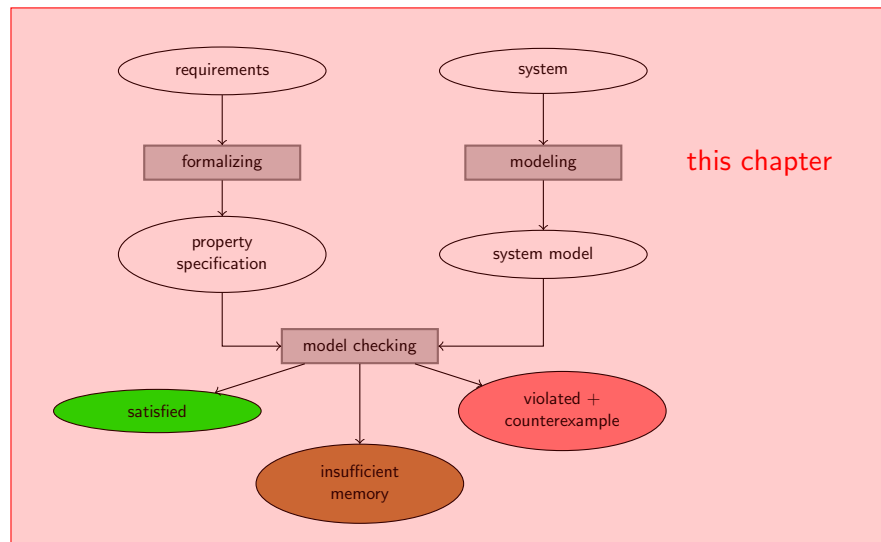 requirements
system
formalizing
modeling
this chapter
property
specification
system model
model checking
satisfied
violated +
counterexample
insufficient
memory